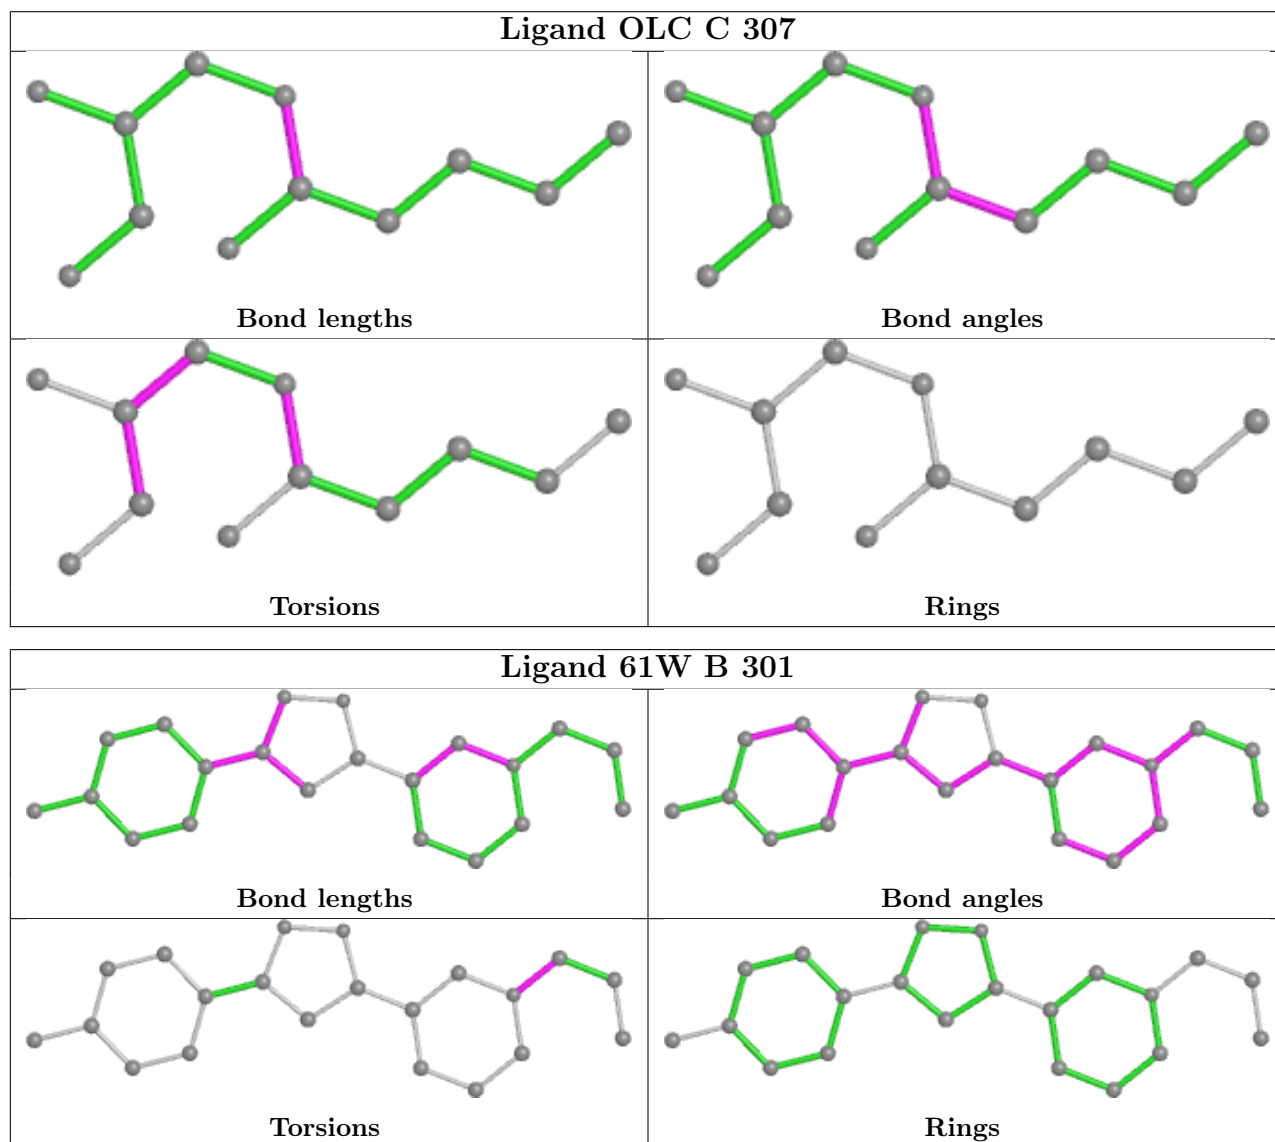 Ligand OLC C 307
Bond lengths
Bond angles
Torsions
Rings
Ligand 61W B 301
Bond lengths
Bond angles
Torsions
Rings